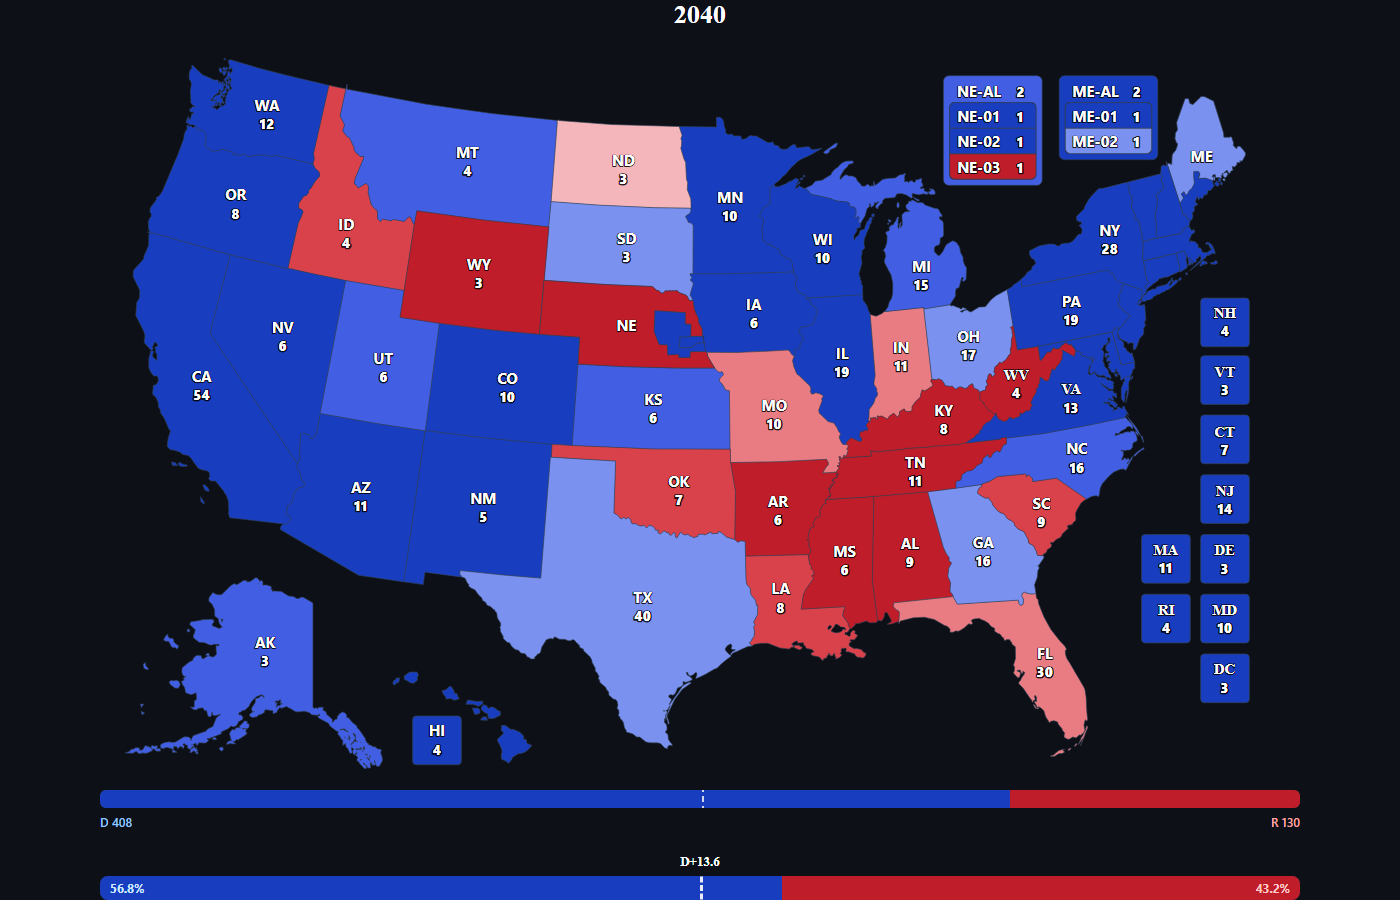 2040
WA
12
OR
8
CA
54
NV
6
ID
4
MT
4
WY
3
UT
6
CO
10
AZ
11
NM
5
ND
3
SD
3
NE
KS
6
OK
7
TX
40
MN
10
IA
6
MO
10
AR
6
LA
8
WI
10
IL
19
MI
15
IN
11
OH
17
KY
8
TN
11
MS
6
AL
9
GA
16
FL
30
SC
9
NC
16
VA
13
WV
4
PA
19
NY
28
ME
AK
3
HI
4
NE-AL 2
NE-01 1
NE-02 1
NE-03 1
ME-AL 2
ME-01 1
ME-02 1
NH
4
VT
3
CT
7
NJ
14
MA
11
DE
3
RI
4
MD
10
DC
3
D 408
R 130
D+13.6
56.8%
43.2%